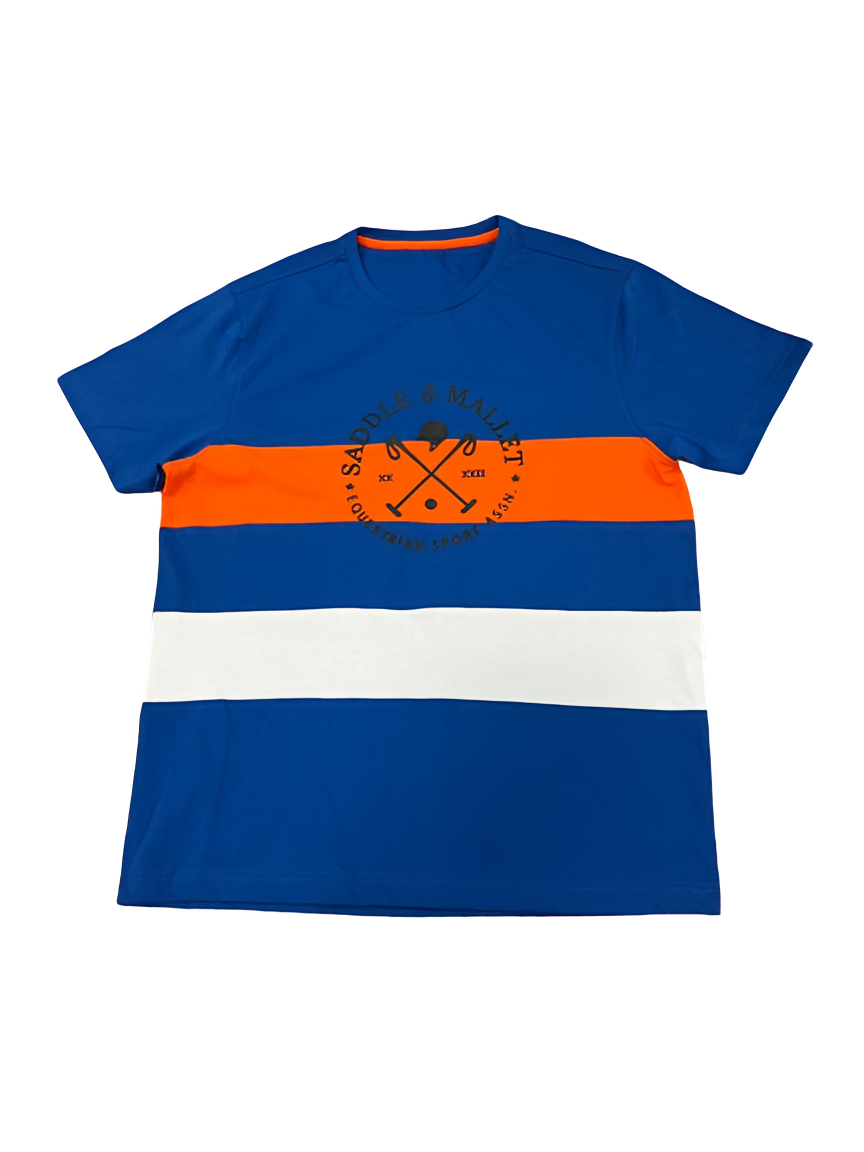 SADDLE & MALLET
XX XXIII
EQUESTRIAN SPORT ASSN.